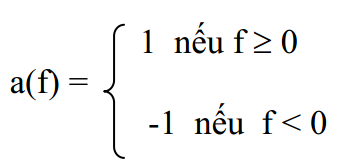 1 nếu f ≥ 0
a(f) =
-1 nếu f < 0